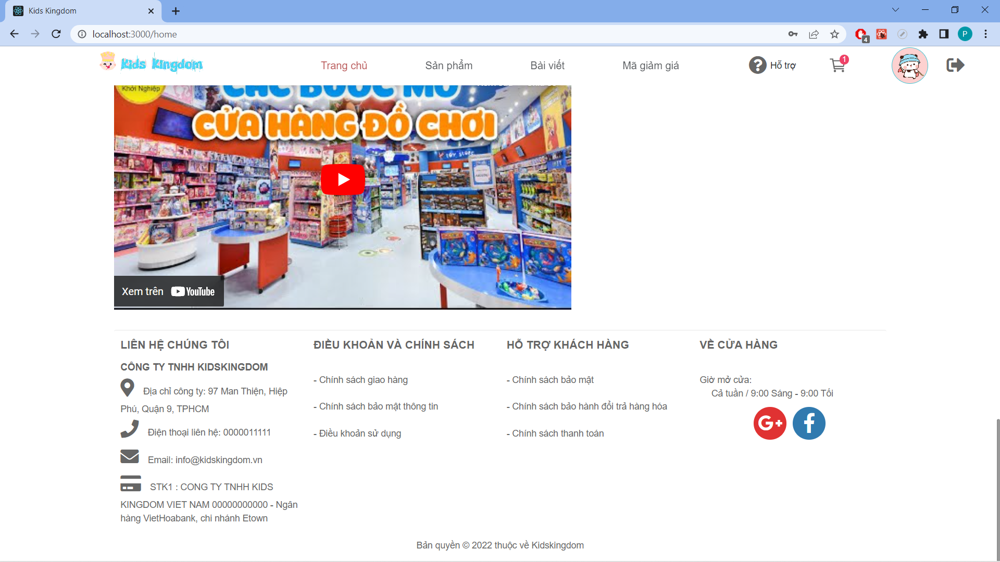 Kids Kingdom
localhost:3000/home
4
P
Kids Kingdom
Trang chủ
Sản phẩm
Bài viết
Mã giảm giá
Hỗ trợ
1
Khởi Nghiệp
CÁC BƯỚC MỞ
CỬA HÀNG ĐỒ CHƠI
toy store
Xem trên YouTube
LIÊN HỆ CHÚNG TÔI
CÔNG TY TNHH KIDSKINGDOM
Địa chỉ công ty: 97 Man Thiện, Hiệp
Phú, Quận 9, TPHCM
Điện thoại liên hệ: 0000011111
Email: info@kidskingdom.vn
STK1 : CONG TY TNHH KIDS
KINGDOM VIET NAM 00000000000 - Ngân
hàng VietHoabank, chi nhánh Etown
ĐIỀU KHOẢN VÀ CHÍNH SÁCH
- Chính sách giao hàng
- Chính sách bảo mật thông tin
- Điều khoản sử dụng
HỖ TRỢ KHÁCH HÀNG
- Chính sách bảo mật
- Chính sách bảo hành đổi trả hàng hóa
- Chính sách thanh toán
VỀ CỬA HÀNG
Giờ mở cửa:
Cả tuần / 9:00 Sáng - 9:00 Tối
G+
f
Bản quyền © 2022 thuộc về Kidskingdom